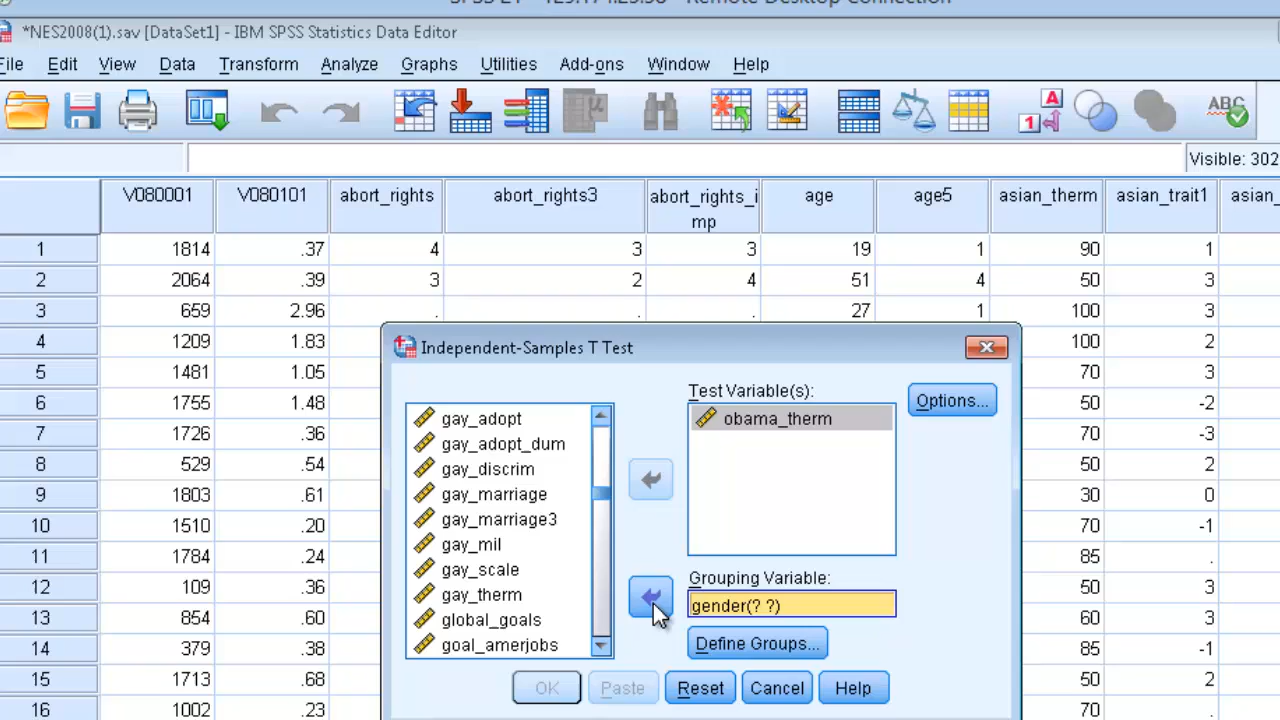 *NES2008(1).sav [DataSet1] - IBM SPSS Statistics Data Editor
File Edit View Data Transform Analyze Graphs Utilities Add-ons Window Help
A
1
ABC
Visible: 302
V080001 V080101 abort_rights abort_rights3 abort_rights_imp age age5 asian_therm asian_trait1 asian_
1 1814 .37 4 3 3 19 1 90 1
2 2064 .39 3 2 4 51 4 50 3
3 659 2.96 . . . 27 1 100 3
4 1209 1.83 100 2
5 1481 1.05 70 3
6 1755 1.48 50 -2
7 1726 .36 70 -3
8 529 .54 50 2
9 1803 .61 30 0
10 1510 .20 70 -1
11 1784 .24 85 .
12 109 .36 50 3
13 854 .60 60 3
14 379 .38 85 -1
15 1713 .68 50 2
16 1002 .23 70 .
Independent-Samples T Test
gay_adopt
gay_adopt_dum
gay_discrim
gay_marriage
gay_marriage3
gay_mil
gay_scale
gay_therm
global_goals
goal_amerjobs
Test Variable(s):
obama_therm
Options...
Grouping Variable:
gender(? ?)
Define Groups...
OK Paste Reset Cancel Help